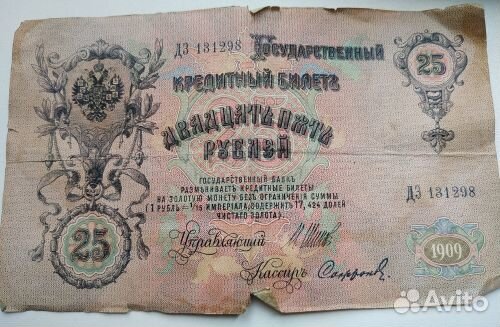 ДЗ 131298 Государственный
Кредитный Билетъ
25
Двадцать пять
рублей
Государственный Банкъ
размѣниваетъ кредитные билеты
на золотую монету безъ ограниченія суммы
(1 рубль = 1/15 империала, содержитъ 17,424 долей
чистаго золота).
ДЗ 131298
25
Управляющій
1909
Кассиръ
Avito